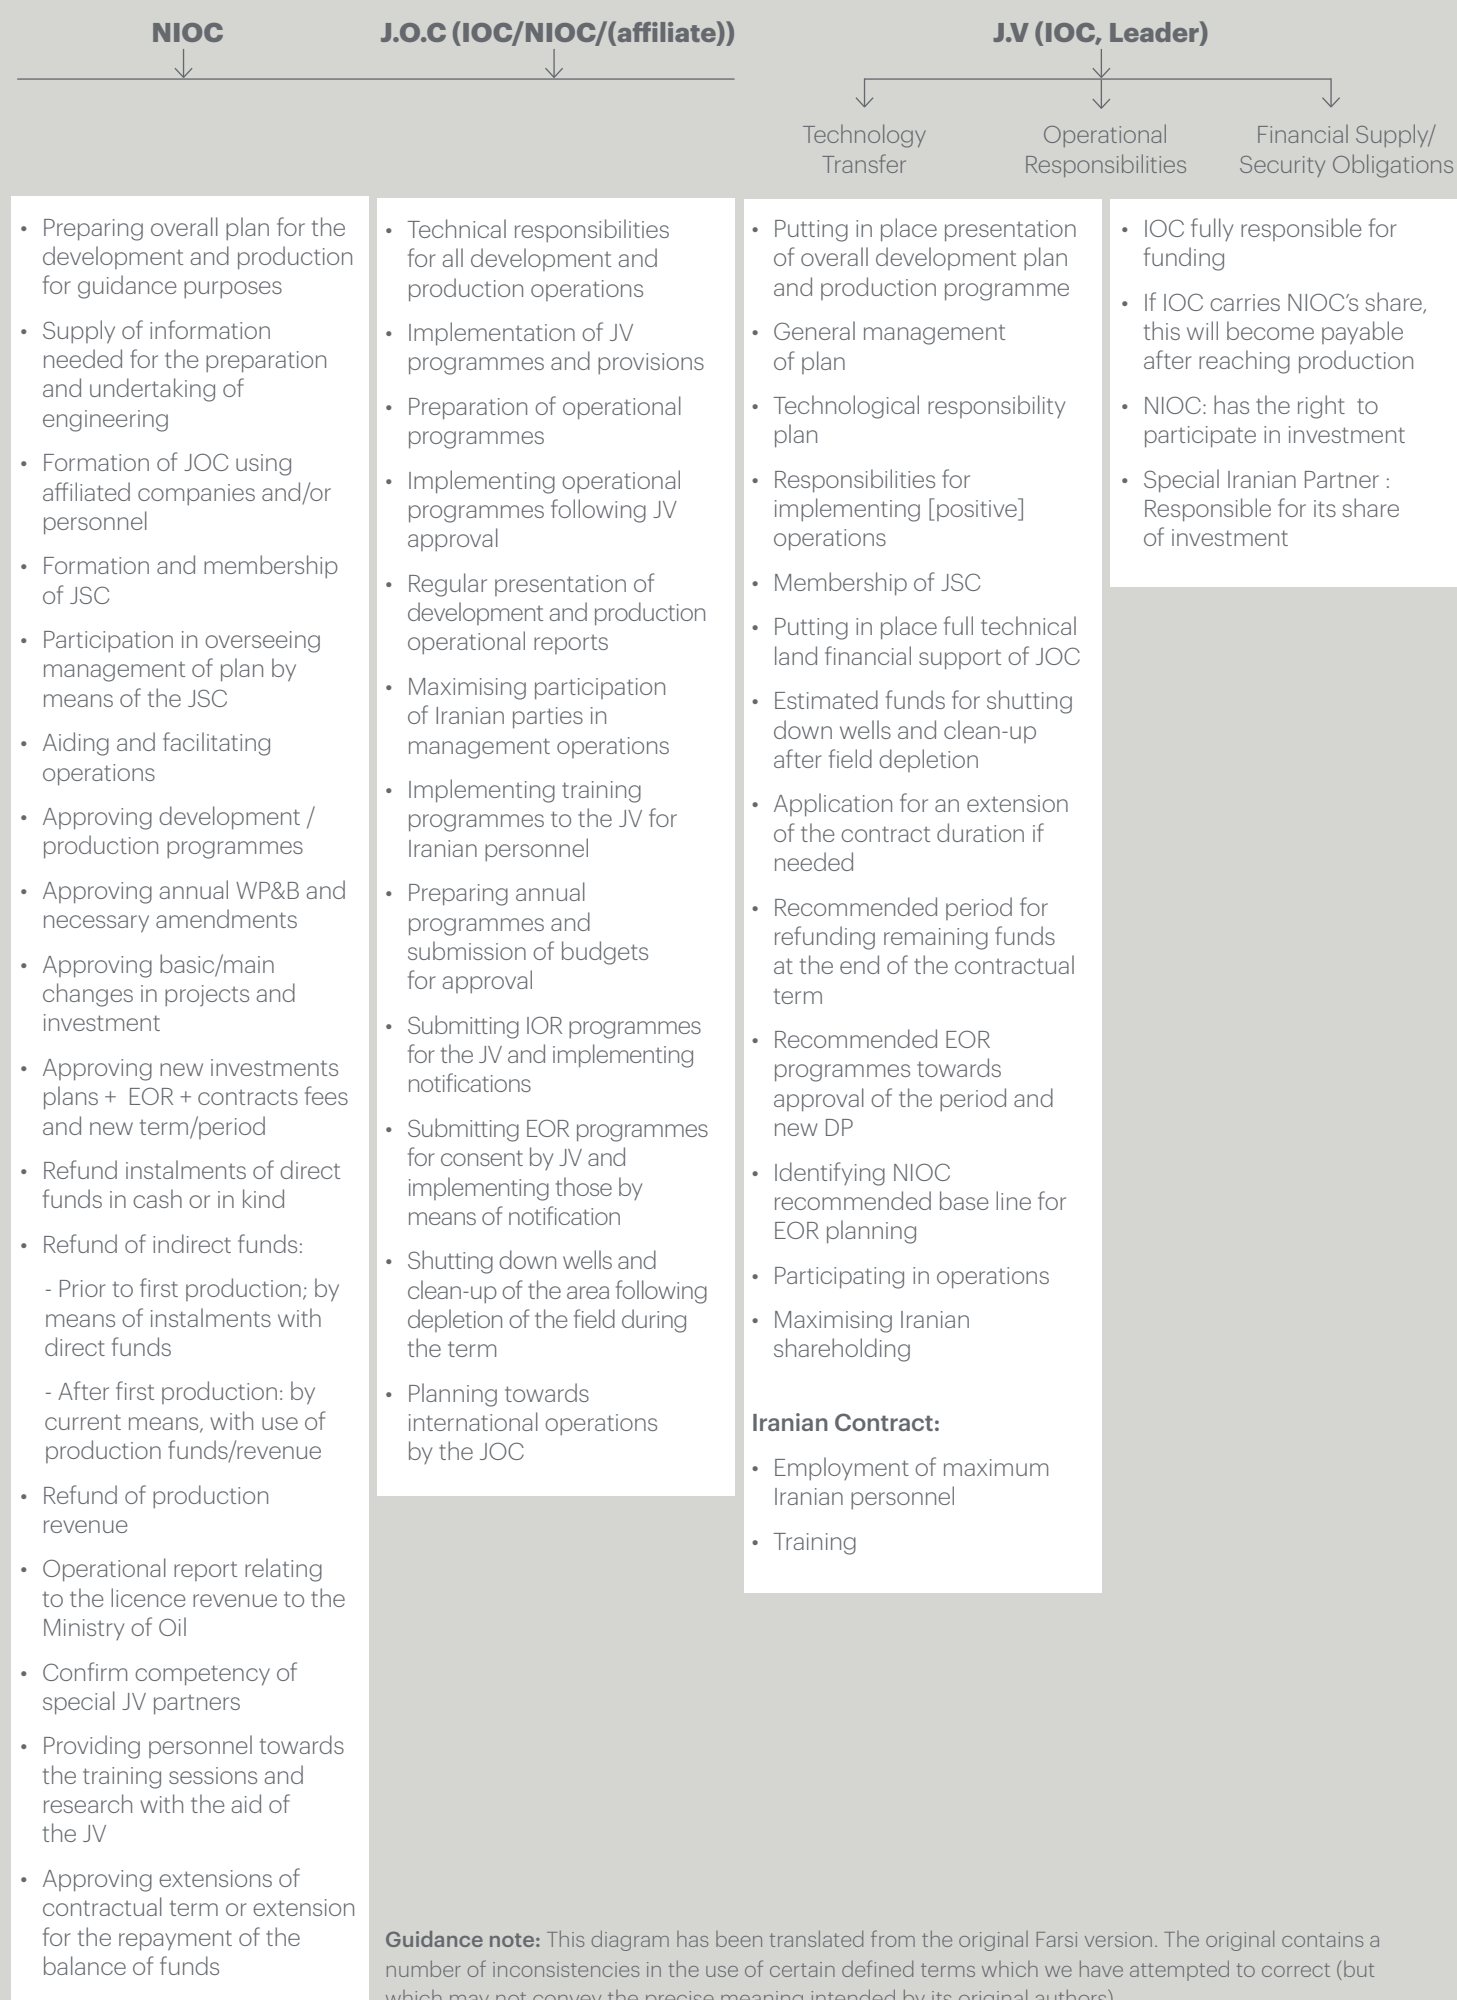 NIOC
J.O.C (IOC/NIOC/(affiliate))
J.V (IOC, Leader)
Technology
Transfer
Operational
Responsibilities
Financial Supply/
Security Obligations
• Preparing overall plan for the
development and production
for guidance purposes
• Supply of information
needed for the preparation
and undertaking of
engineering
• Formation of JOC using
affiliated companies and/or
personnel
• Formation and membership
of JSC
• Participation in overseeing
management of plan by
means of the JSC
• Aiding and facilitating
operations
• Approving development /
production programmes
• Approving annual WP&B and
necessary amendments
• Approving basic/main
changes in projects and
investment
• Approving new investments
plans + EOR + contracts fees
and new term/period
• Refund instalments of direct
funds in cash or in kind
• Refund of indirect funds:
- Prior to first production; by
means of instalments with
direct funds
- After first production: by
current means, with use of
production funds/revenue
• Refund of production
revenue
• Operational report relating
to the licence revenue to the
Ministry of Oil
• Confirm competency of
special JV partners
• Providing personnel towards
the training sessions and
research with the aid of
the JV
• Approving extensions of
contractual term or extension
for the repayment of the
balance of funds
• Technical responsibilities
for all development and
production operations
• Implementation of JV
programmes and provisions
• Preparation of operational
programmes
• Implementing operational
programmes following JV
approval
• Regular presentation of
development and production
operational reports
• Maximising participation
of Iranian parties in
management operations
• Implementing training
programmes to the JV for
Iranian personnel
• Preparing annual
programmes and
submission of budgets
for approval
• Submitting IOR programmes
for the JV and implementing
notifications
• Submitting EOR programmes
for consent by JV and
implementing those by
means of notification
• Shutting down wells and
clean-up of the area following
depletion of the field during
the term
• Planning towards
international operations
by the JOC
• Putting in place presentation
of overall development plan
and production programme
• General management
of plan
• Technological responsibility
plan
• Responsibilities for
implementing [positive]
operations
• Membership of JSC
• Putting in place full technical
land financial support of JOC
• Estimated funds for shutting
down wells and clean-up
after field depletion
• Application for an extension
of the contract duration if
needed
• Recommended period for
refunding remaining funds
at the end of the contractual
term
• Recommended EOR
programmes towards
approval of the period and
new DP
• Identifying NIOC
recommended base line for
EOR planning
• Participating in operations
• Maximising Iranian
shareholding
Iranian Contract:
• Employment of maximum
Iranian personnel
• Training
• IOC fully responsible for
funding
• If IOC carries NIOC's share,
this will become payable
after reaching production
• NIOC: has the right to
participate in investment
• Special Iranian Partner :
Responsible for its share
of investment
Guidance note: This diagram has been translated from the original Farsi version. The original contains a
number of inconsistencies in the use of certain defined terms which we have attempted to correct (but
which may not convey the precise meaning intended by its original authors)